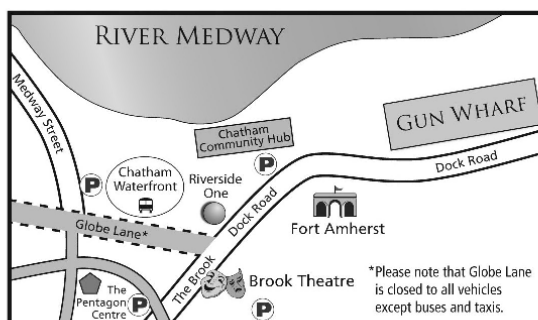 RIVER MEDWAY
Medway Street
Chatham
Community Hub
GUN WHARF
P
P
Chatham
Waterfront
Riverside
One
Dock Road
Dock Road
Fort Amherst
Globe Lane*
The Brook
Brook Theatre
The
Pentagon
Centre
P
P
*Please note that Globe Lane
is closed to all vehicles
except buses and taxis.